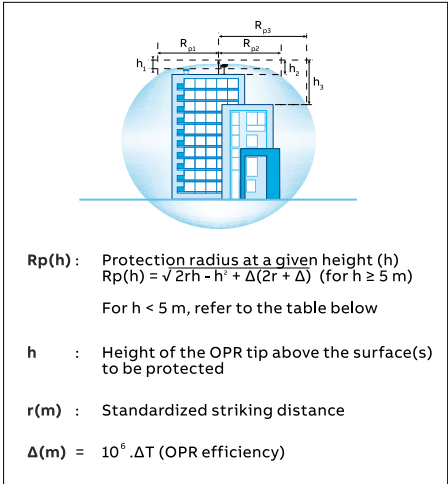 Rp3
Rp1 Rp2
h1 h2
h3
Rp(h) : Protection radius at a given height (h)
Rp(h) = √ 2rh - h² + Δ(2r + Δ) (for h ≥ 5 m)
For h < 5 m, refer to the table below
h : Height of the OPR tip above the surface(s)
to be protected
r(m) : Standardized striking distance
Δ(m) = 10⁶ .ΔT (OPR efficiency)